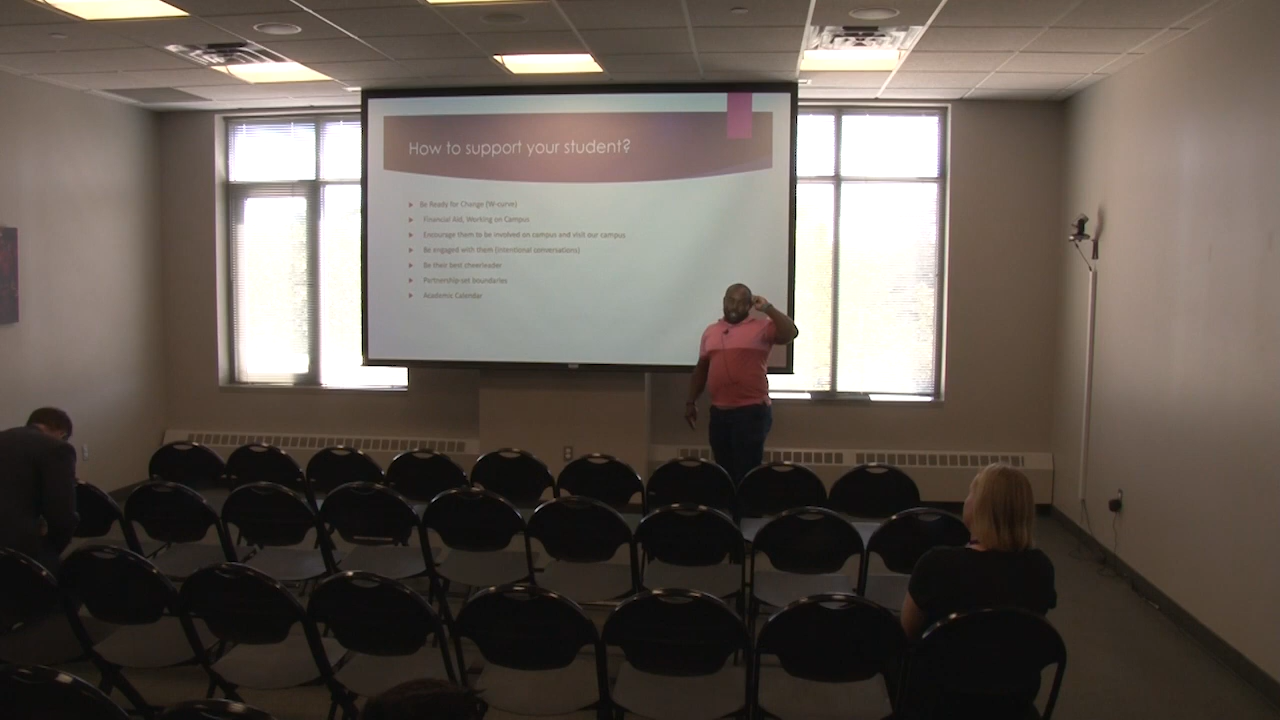 How to support your student?
Be Ready for Change (W-curve)
Financial Aid, Working on Campus
Encourage them to be involved on campus and visit our campus
Be engaged with them (intentional conversations)
Be their best cheerleader
Partnership-set boundaries
Academic Calendar